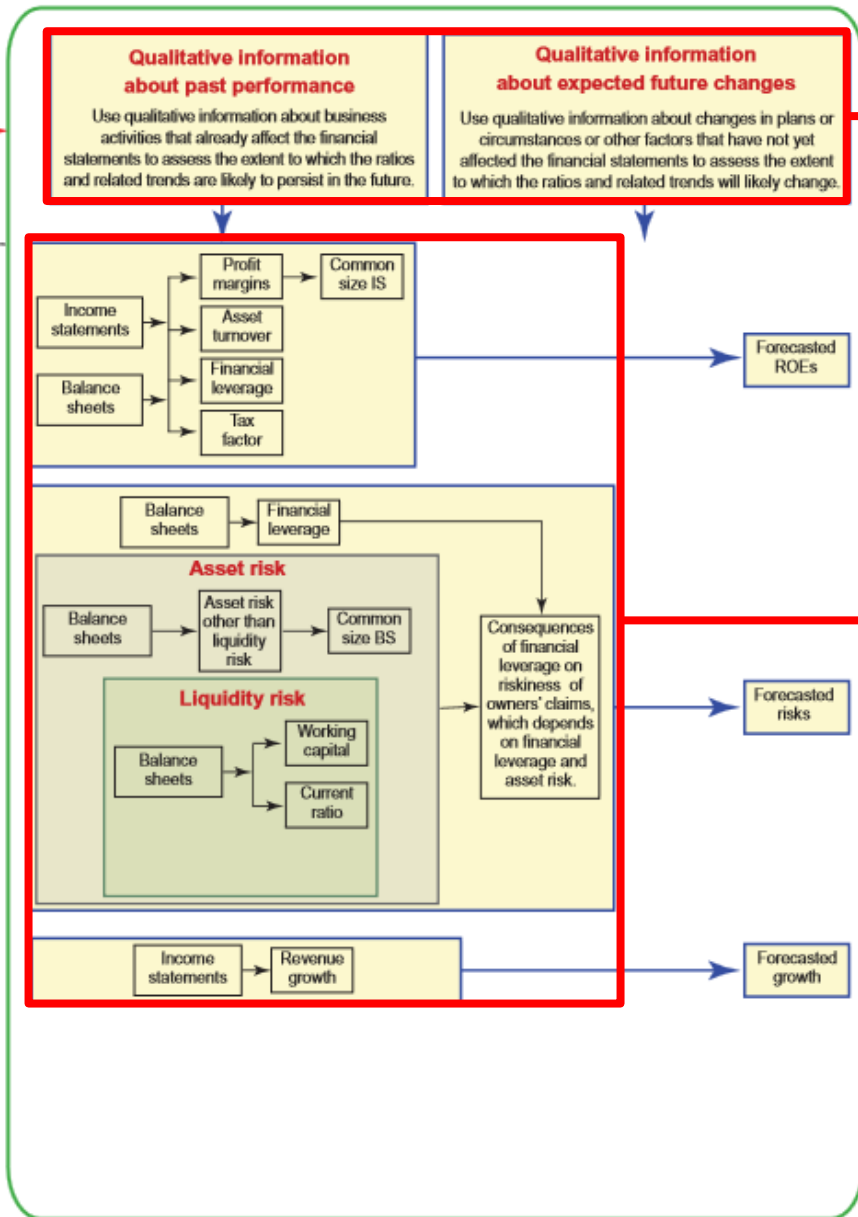 Qualitative information
about past performance
Use qualitative information about business
activities that already affect the financial
statements to assess the extent to which the ratios
and related trends are likely to persist in the future.
Qualitative information
about expected future changes
Use qualitative information about changes in plans or
circumstances or other factors that have not yet
affected the financial statements to assess the extent
to which the ratios and related trends will likely change.
Income
statements
Balance
sheets
Profit
margins
Common
size IS
Asset
turnover
Financial
leverage
Tax
factor
Forecasted
ROEs
Balance
sheets
Financial
leverage
Asset risk
Balance
sheets
Asset risk
other than
liquidity
risk
Common
size BS
Liquidity risk
Balance
sheets
Working
capital
Current
ratio
Consequences
of financial
leverage on
riskiness of
owners' claims,
which depends
on financial
leverage and
asset risk.
Forecasted
risks
Income
statements
Revenue
growth
Forecasted
growth